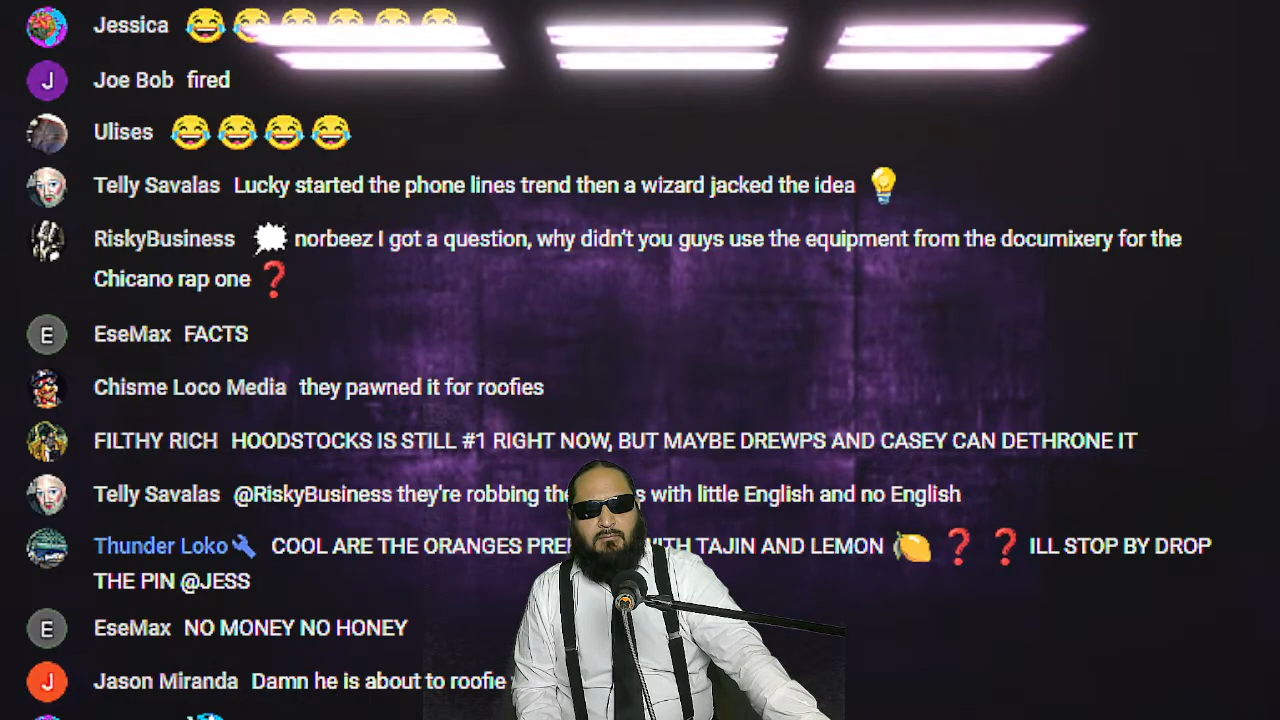 Jessica 😂😂😂😂😂😂
J Joe Bob fired
Ulises 😂😂😂😂
Telly Savalas Lucky started the phone lines trend then a wizard jacked the idea 💡
RiskyBusiness 🗯 norbeez I got a question, why didn't you guys use the equipment from the documixery for the
Chicano rap one ❓
E EseMax FACTS
Chisme Loco Media they pawned it for roofies
FILTHY RICH HOODSTOCKS IS STILL #1 RIGHT NOW, BUT MAYBE DREWPS AND CASEY CAN DETHRONE IT
Telly Savalas @RiskyBusiness they're robbing with little English and no English
Thunder Loko🔧 COOL ARE THE ORANGES TAJIN AND LEMON 🍋 ❓ ❓ ILL STOP BY DROP
THE PIN @JESS
E EseMax NO MONEY NO HONEY
J Jason Miranda Damn he is about to roofie